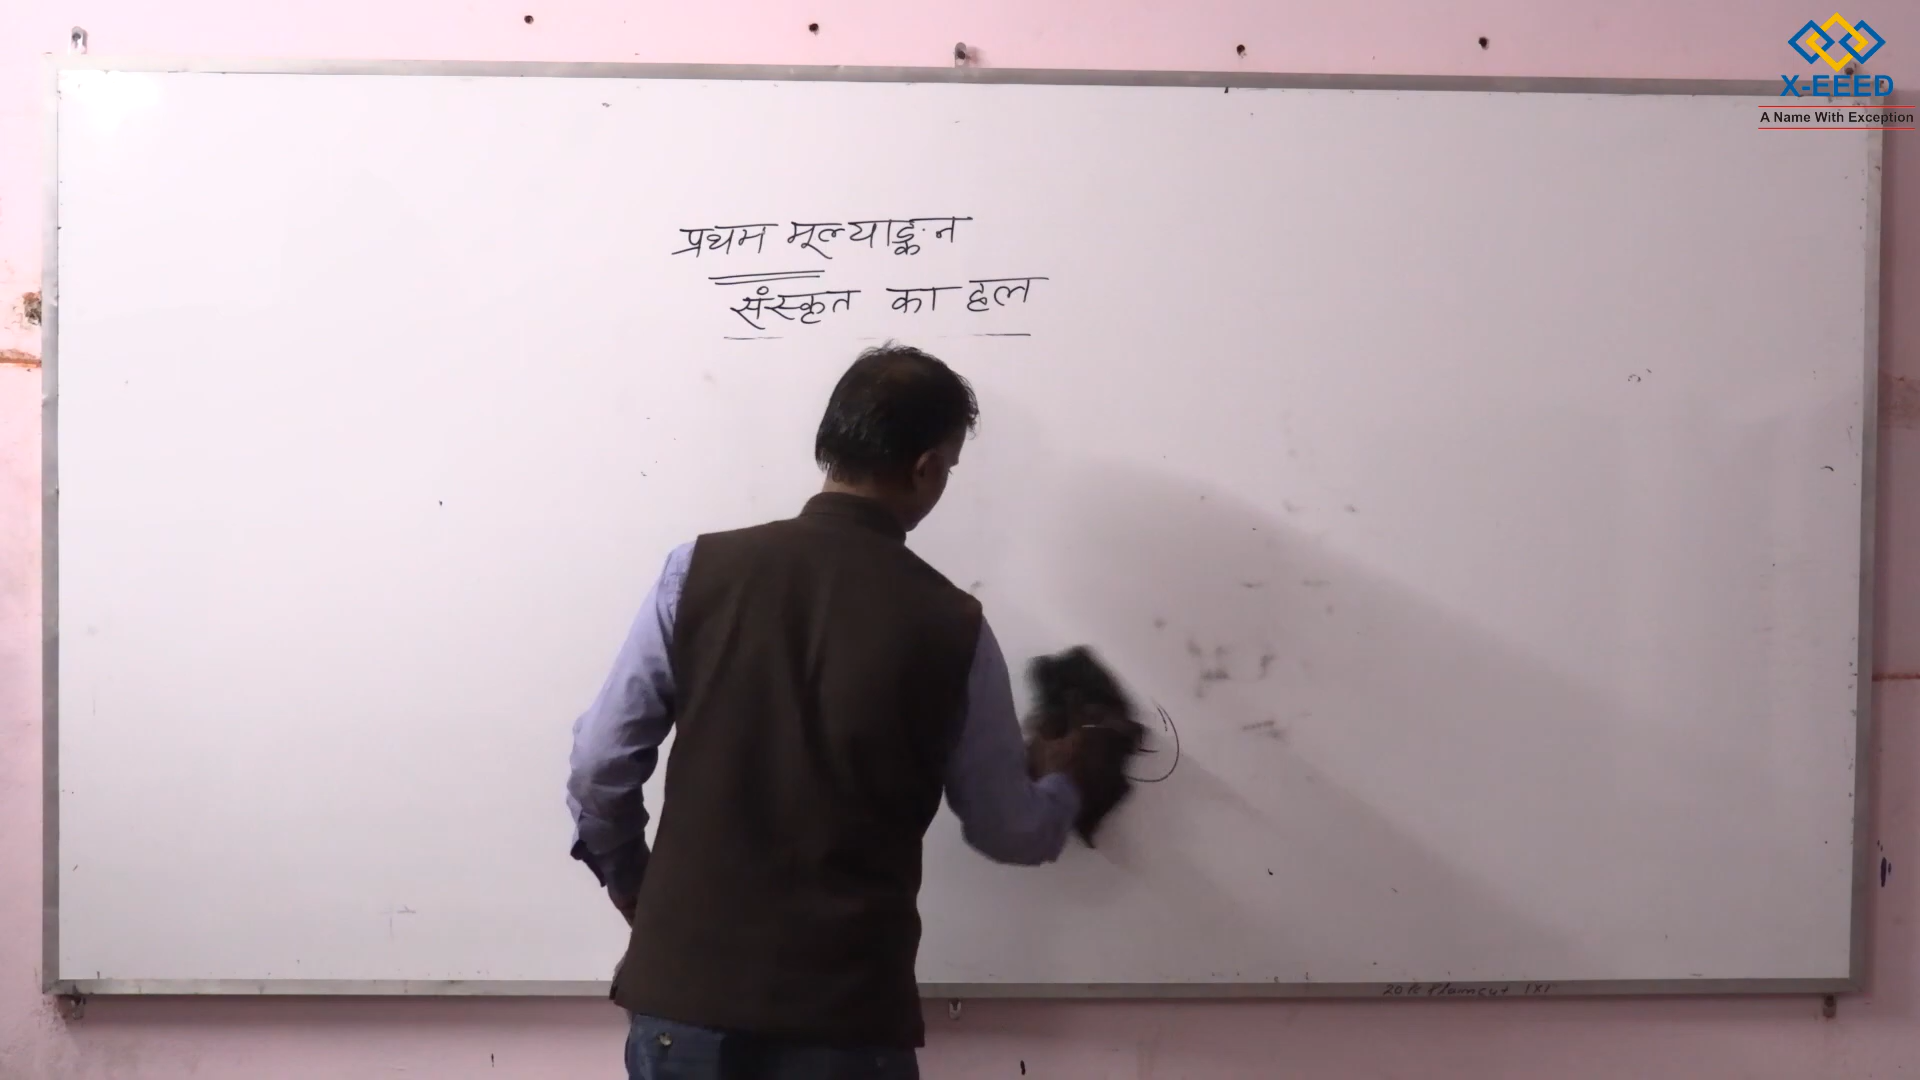 X-EEED
A Name With Exception
प्रथम मूल्याङ्कन
संस्कृत का हल